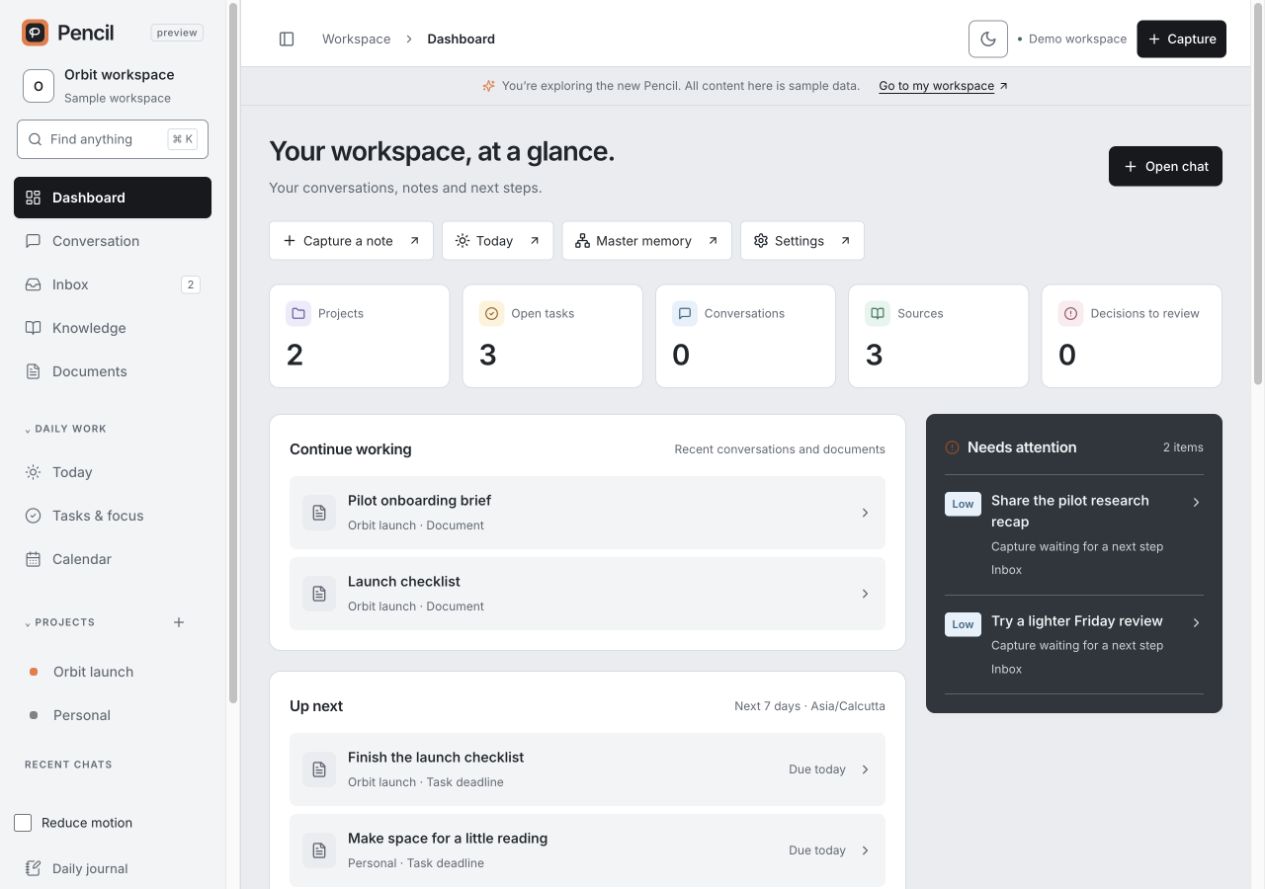 Pencil
preview
O
Orbit workspace
Sample workspace
Find anything
⌘ K
Dashboard
Conversation
Inbox
2
Knowledge
Documents
DAILY WORK
Today
Tasks & focus
Calendar
PROJECTS
+
Orbit launch
Personal
RECENT CHATS
Reduce motion
Daily journal
Workspace > Dashboard
Demo workspace
+ Capture
You're exploring the new Pencil. All content here is sample data.
Go to my workspace ↗
Your workspace, at a glance.
Your conversations, notes and next steps.
+ Open chat
+ Capture a note ↗
Today ↗
Master memory ↗
Settings ↗
Projects
2
Open tasks
3
Conversations
0
Sources
3
Decisions to review
0
Continue working
Recent conversations and documents
Pilot onboarding brief
Orbit launch · Document
Launch checklist
Orbit launch · Document
Up next
Next 7 days · Asia/Calcutta
Finish the launch checklist
Orbit launch · Task deadline
Due today
Make space for a little reading
Personal · Task deadline
Due today
Needs attention
2 items
Low
Share the pilot research
recap
Capture waiting for a next step
Inbox
Low
Try a lighter Friday review
Capture waiting for a next step
Inbox